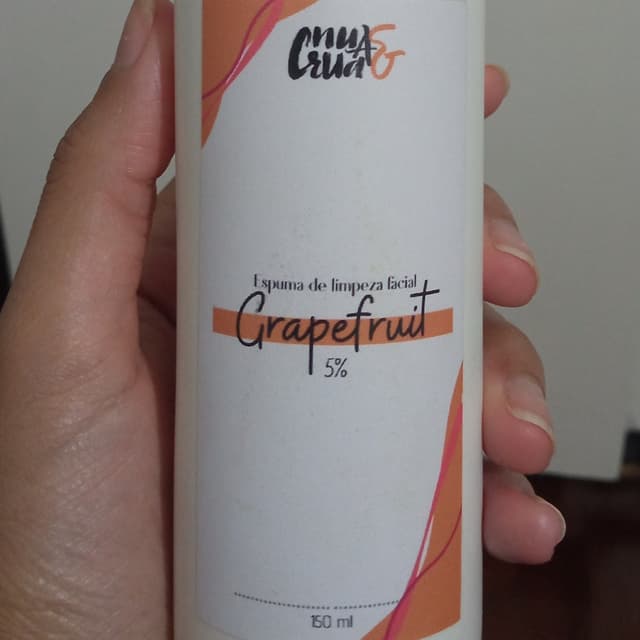 nuA&
Crua
Espuma de limpeza facial
Grapefruit
5%
150 ml